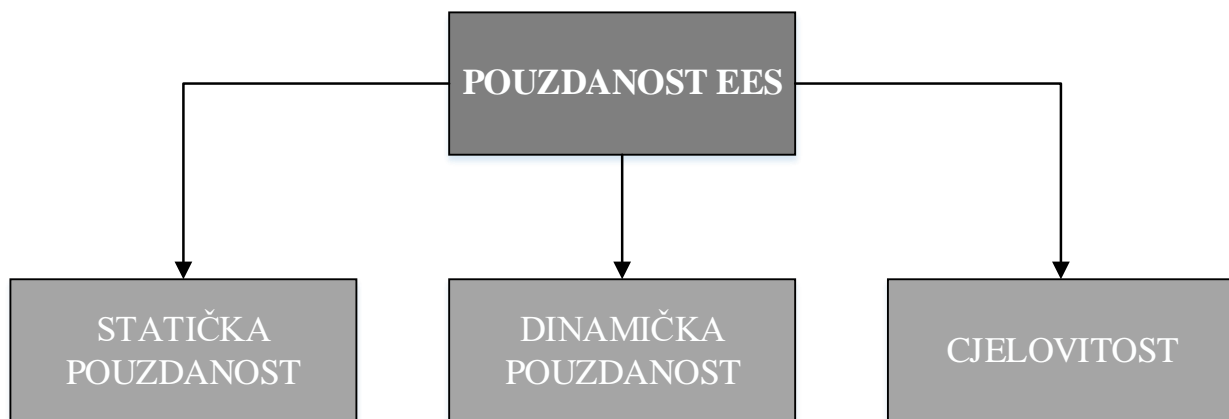 POUZDANOST EES
STATIČKA
POUZDANOST
DINAMIČKA
POUZDANOST
CJELOVITOST